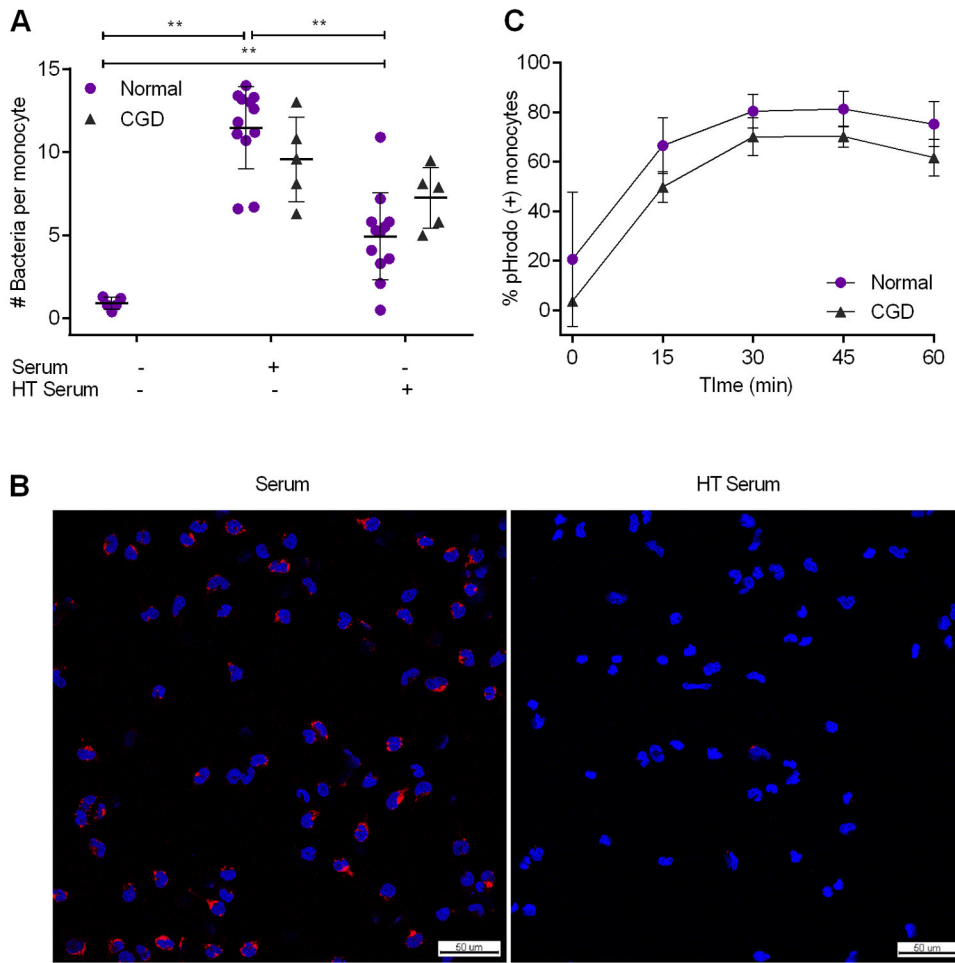 A
**
**
**
# Bacteria per monocyte
15
10
5
0
Normal
CGD
Serum - + -
HT Serum - - +
C
% pHrodo (+) monocytes
100
80
60
40
20
0
Normal
CGD
0 15 30 45 60
TIme (min)
B
Serum
HT Serum
50 um
50 um